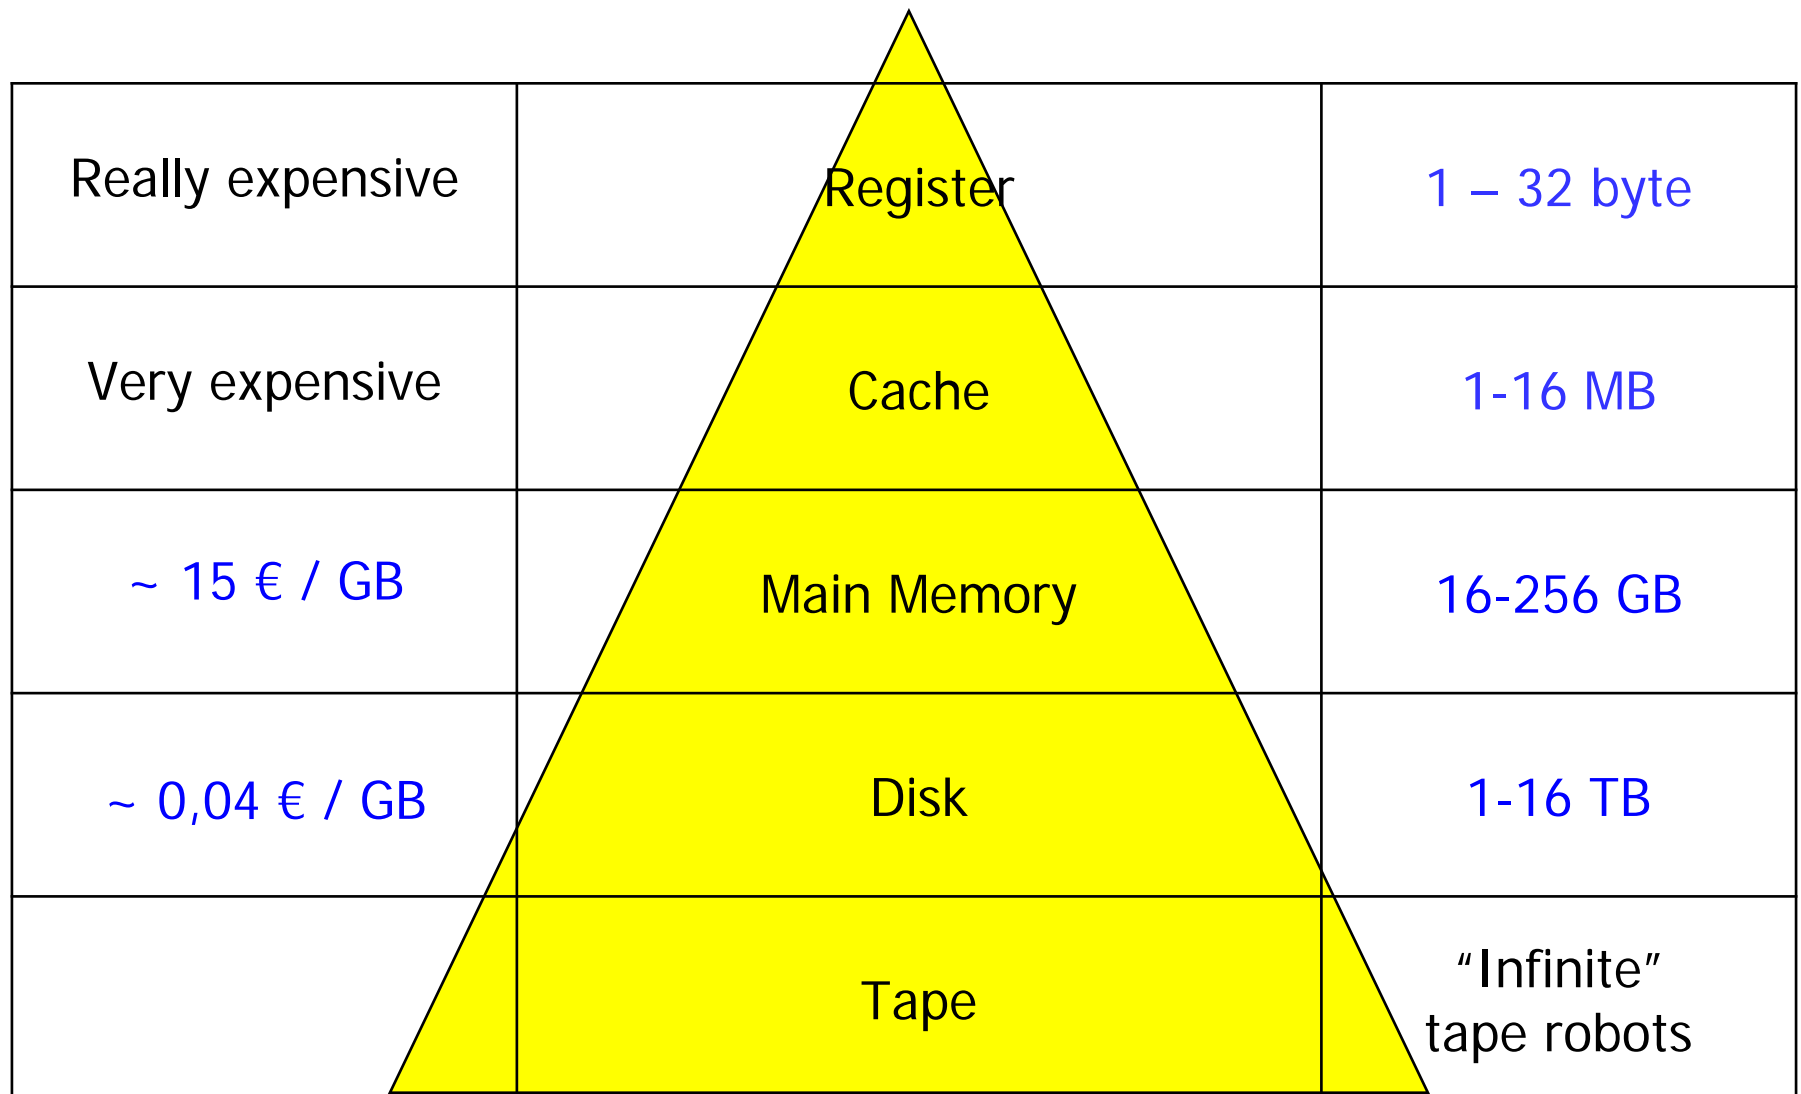 Really expensive
Register
1 – 32 byte
Very expensive
Cache
1-16 MB
~ 15 € / GB
Main Memory
16-256 GB
~ 0,04 € / GB
Disk
1-16 TB
Tape
“Infinite”
tape robots